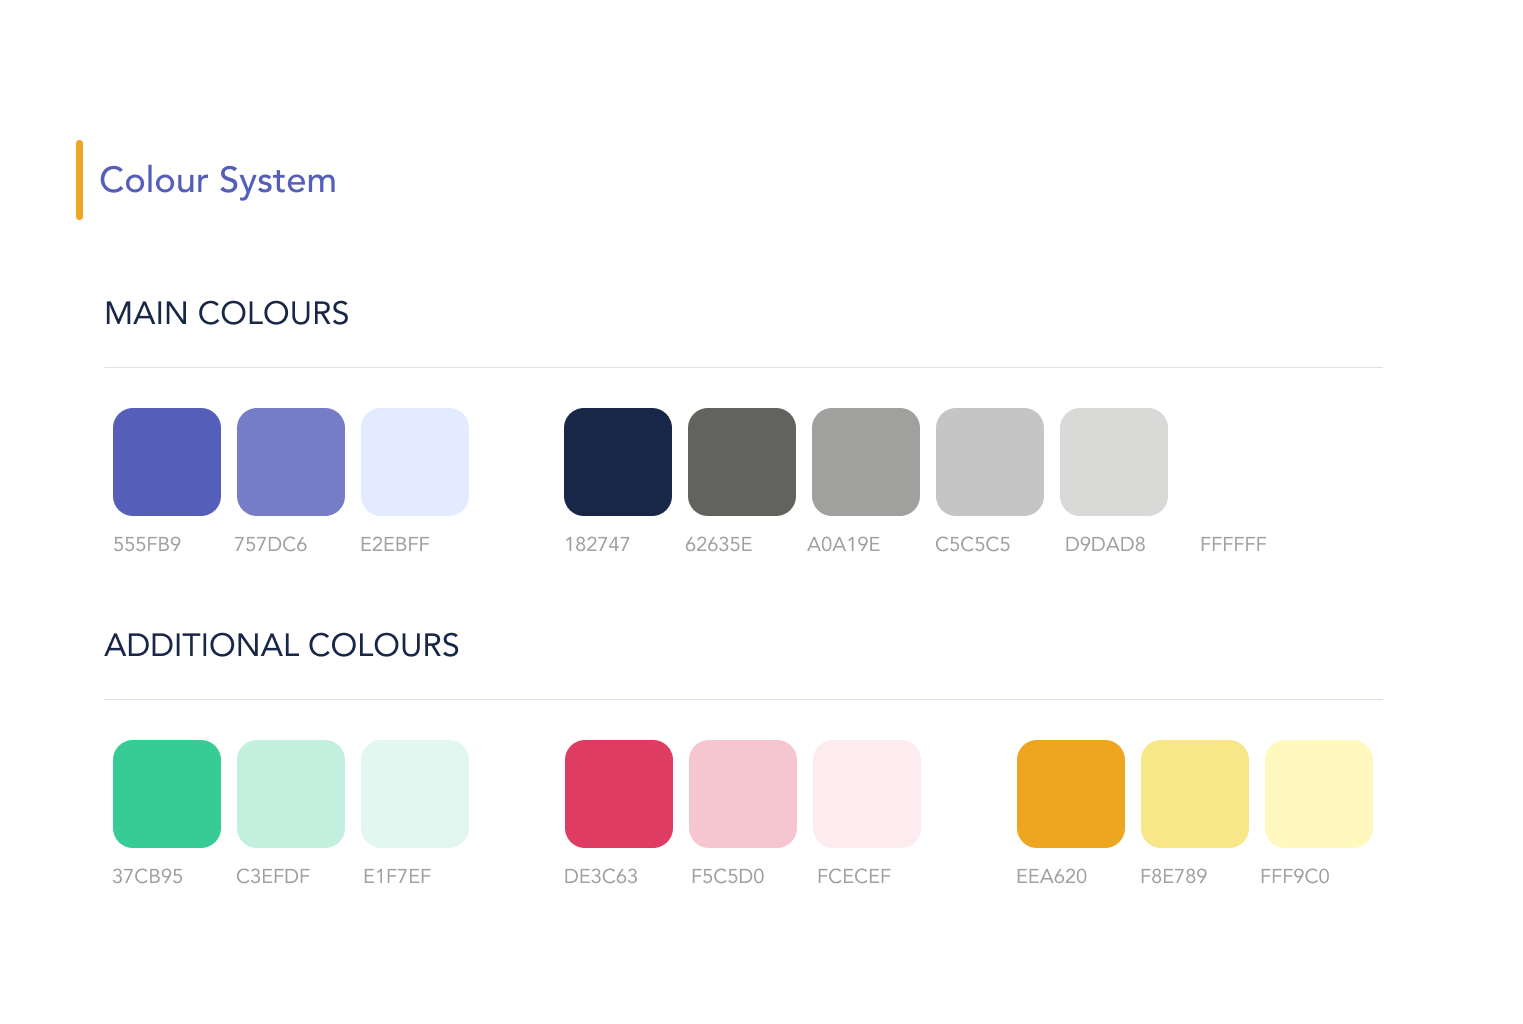 Colour System
MAIN COLOURS
555FB9 757DC6 E2EBFF 182747 62635E A0A19E C5C5C5 D9DAD8 FFFFFF
ADDITIONAL COLOURS
37CB95 C3EFDF E1F7EF DE3C63 F5C5D0 FCECEF EEA620 F8E789 FFF9C0